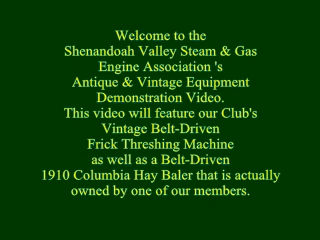 Welcome to the
Shenandoah Valley Steam & Gas
Engine Association 's
Antique & Vintage Equipment
Demonstration Video.
This video will feature our Club's
Vintage Belt-Driven
Frick Threshing Machine
as well as a Belt-Driven
1910 Columbia Hay Baler that is actually
owned by one of our members.